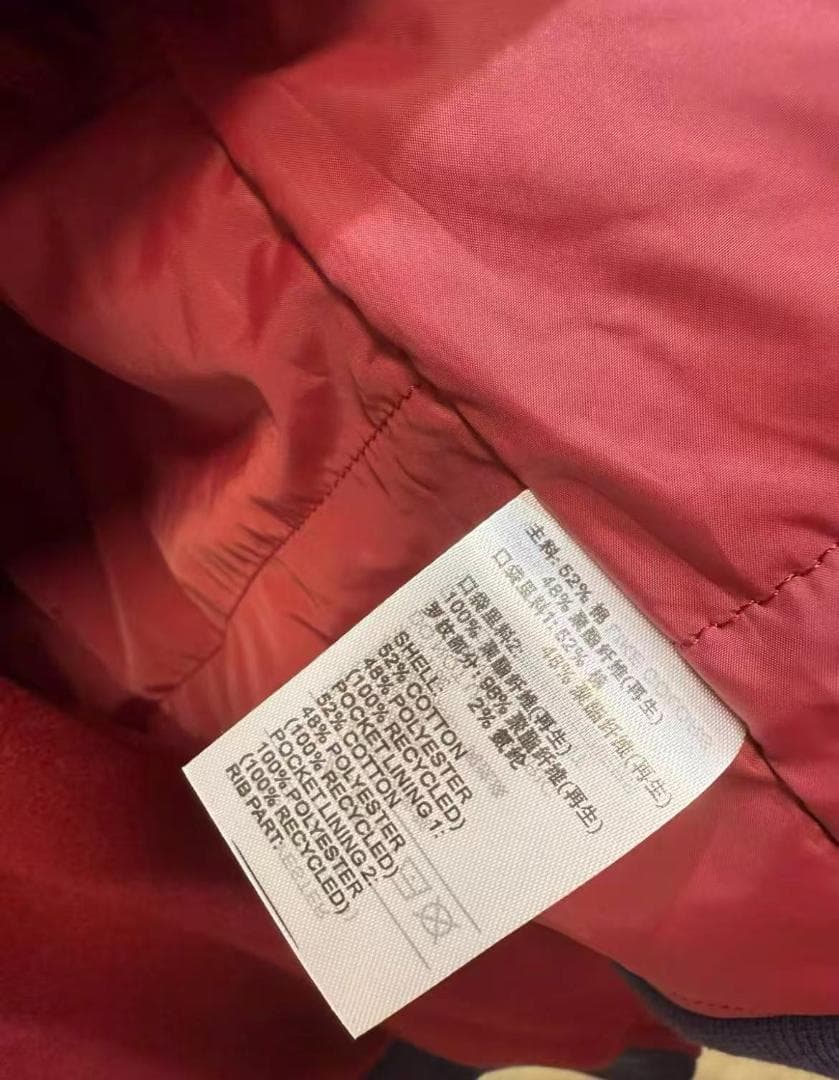 主料: 52% 棉
48% 聚酯纤维(再生)
口袋里料1: 52% 棉
48% 聚酯纤维(再生)
口袋里料2:
100% 聚酯纤维(再生)
罗纹部分: 98% 聚酯纤维(再生)
2% 氨纶
SHELL:
52% COTTON
48% POLYESTER
(100% RECYCLED)
POCKET LINING 1:
52% COTTON
48% POLYESTER
(100% RECYCLED)
POCKET LINING 2:
100% POLYESTER
(100% RECYCLED)
RIB PART: